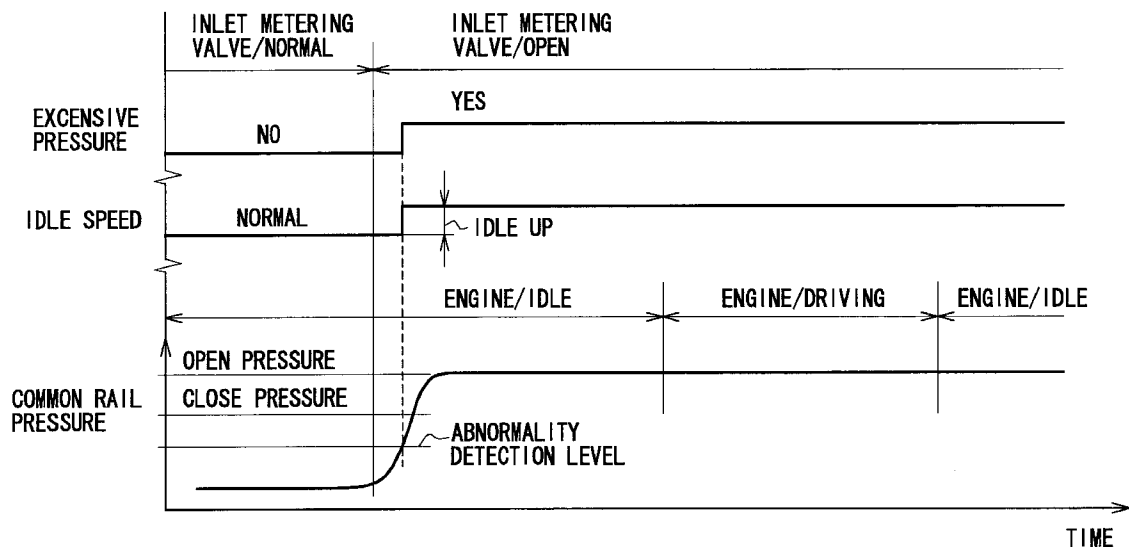 INLET METERING
VALVE/NORMAL
INLET METERING
VALVE/OPEN
EXCENSIVE
PRESSURE
NO
YES
IDLE SPEED
NORMAL
IDLE UP
ENGINE/IDLE
ENGINE/DRIVING
ENGINE/IDLE
OPEN PRESSURE
COMMON RAIL
PRESSURE
CLOSE PRESSURE
ABNORMALITY
DETECTION LEVEL
TIME